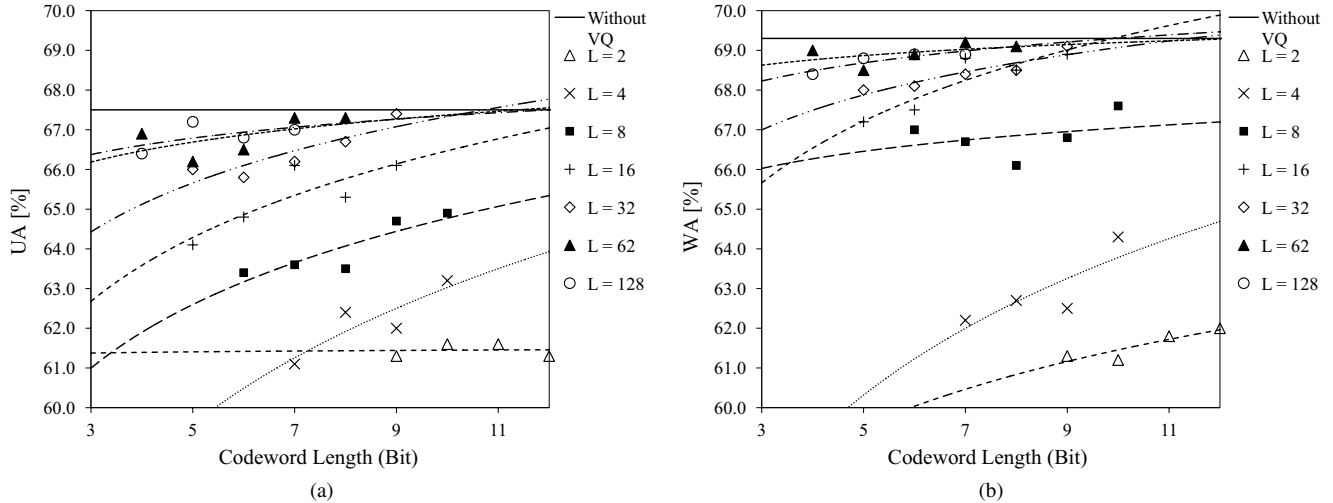 70.0
69.0
68.0
67.0
66.0
65.0
64.0
63.0
62.0
61.0
60.0
UA [%]
3 5 7 9 11
Codeword Length (Bit)
(a)
Without
VQ
L = 2
L = 4
L = 8
L = 16
L = 32
L = 62
L = 128
70.0
69.0
68.0
67.0
66.0
65.0
64.0
63.0
62.0
61.0
60.0
WA [%]
3 5 7 9 11
Codeword Length (Bit)
(b)
Without
VQ
L = 2
L = 4
L = 8
L = 16
L = 32
L = 62
L = 128